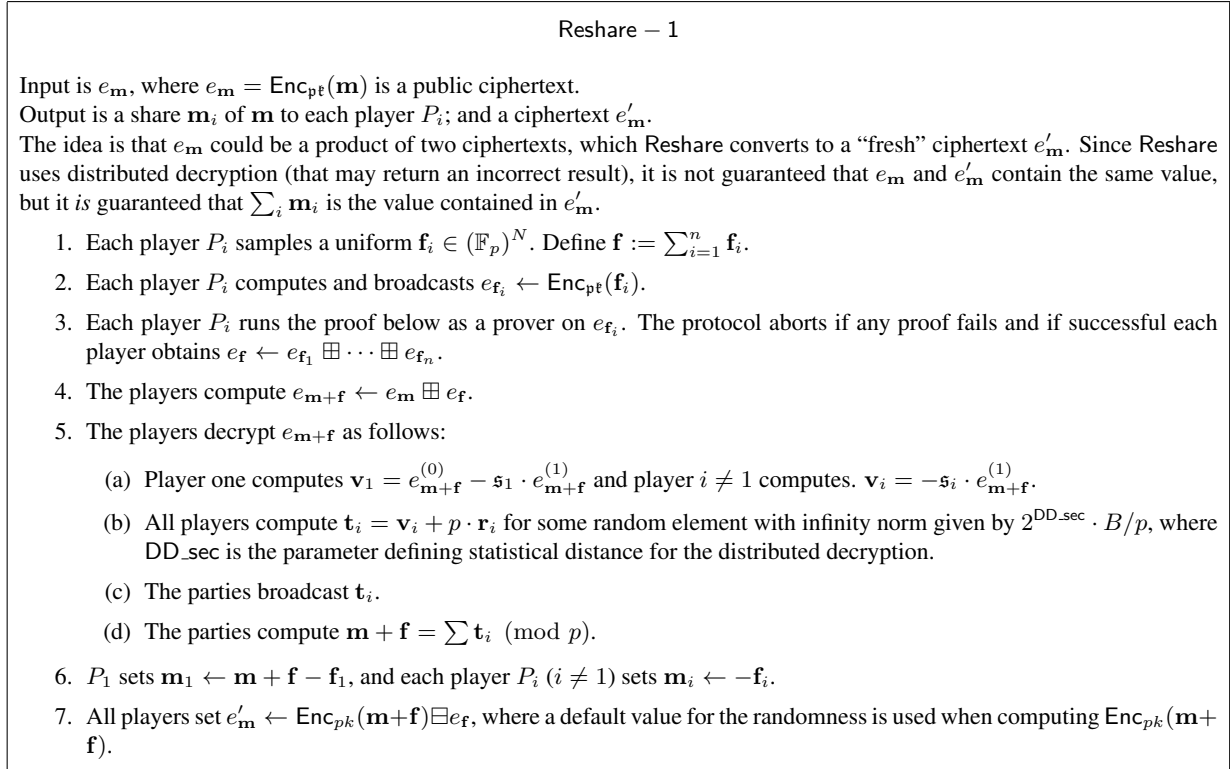 Reshare − 1
Input is e_𝐦, where e_𝐦 = Enc_𝔭𝔨(𝐦) is a public ciphertext.
Output is a share 𝐦_i of 𝐦 to each player P_i; and a ciphertext e′_𝐦.
The idea is that e_𝐦 could be a product of two ciphertexts, which Reshare converts to a “fresh” ciphertext e′_𝐦. Since Reshare
uses distributed decryption (that may return an incorrect result), it is not guaranteed that e_𝐦 and e′_𝐦 contain the same value,
but it is guaranteed that ∑_i 𝐦_i is the value contained in e′_𝐦.
1. Each player P_i samples a uniform 𝐟_i ∈ (𝔽_p)^N. Define 𝐟 := ∑_{i=1}^n 𝐟_i.
2. Each player P_i computes and broadcasts e_{𝐟_i} ← Enc_𝔭𝔨(𝐟_i).
3. Each player P_i runs the proof below as a prover on e_{𝐟_i}. The protocol aborts if any proof fails and if successful each
player obtains e_𝐟 ← e_{𝐟_1} ⊞ ⋯ ⊞ e_{𝐟_n}.
4. The players compute e_{𝐦+𝐟} ← e_𝐦 ⊞ e_𝐟.
5. The players decrypt e_{𝐦+𝐟} as follows:
(a) Player one computes 𝐯_1 = e_{𝐦+𝐟}^{(0)} − 𝔰_1 · e_{𝐦+𝐟}^{(1)} and player i ≠ 1 computes. 𝐯_i = −𝔰_i · e_{𝐦+𝐟}^{(1)}.
(b) All players compute 𝐭_i = 𝐯_i + p · 𝐫_i for some random element with infinity norm given by 2^{DD_sec} · B/p, where
DD_sec is the parameter defining statistical distance for the distributed decryption.
(c) The parties broadcast 𝐭_i.
(d) The parties compute 𝐦 + 𝐟 = ∑ 𝐭_i (mod p).
6. P_1 sets 𝐦_1 ← 𝐦 + 𝐟 − 𝐟_1, and each player P_i (i ≠ 1) sets 𝐦_i ← −𝐟_i.
7. All players set e′_𝐦 ← Enc_{pk}(𝐦+𝐟)⊟e_𝐟, where a default value for the randomness is used when computing Enc_{pk}(𝐦+
𝐟).